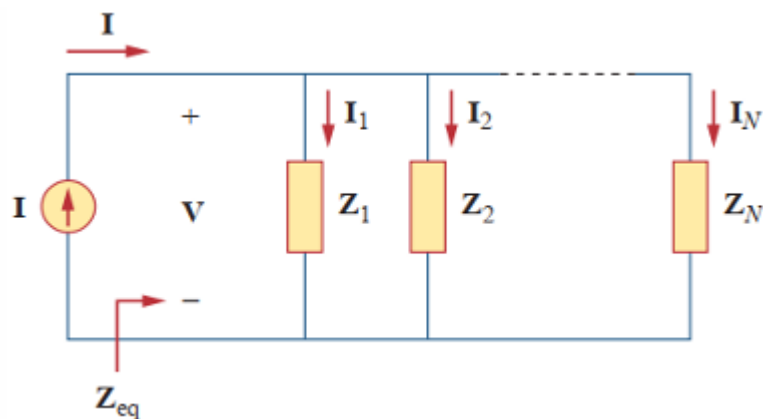 I
+
I₁ I₂ I_N
I V Z₁ Z₂ Z_N
−
Z_eq